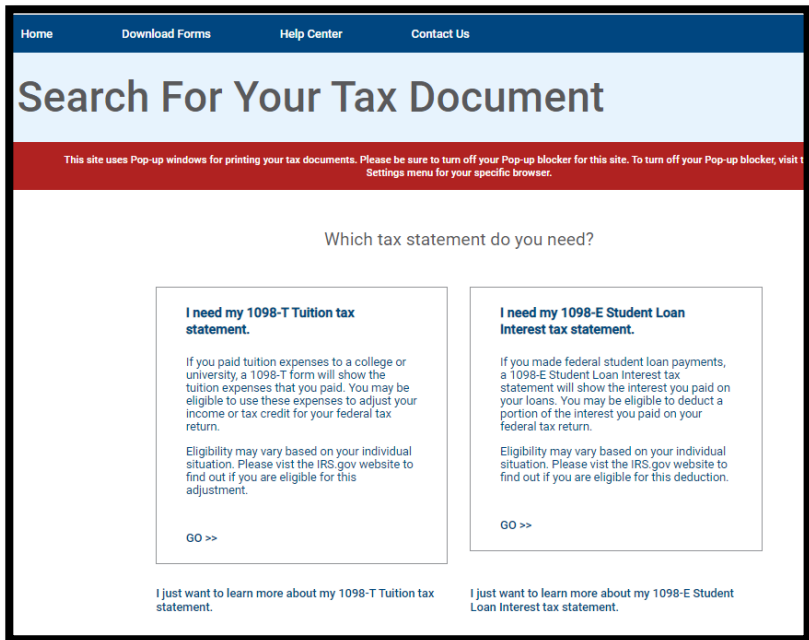 Home Download Forms Help Center Contact Us
Search For Your Tax Document
This site uses Pop-up windows for printing your tax documents. Please be sure to turn off your Pop-up blocker for this site. To turn off your Pop-up blocker, visit
Settings menu for your specific browser.
Which tax statement do you need?
I need my 1098-T Tuition tax
statement.
If you paid tuition expenses to a college or
university, a 1098-T form will show the
tuition expenses that you paid. You may be
eligible to use these expenses to adjust your
income or tax credit for your federal tax
return.
Eligibility may vary based on your individual
situation. Please vist the IRS.gov website to
find out if you are eligible for this
adjustment.
GO >>
I need my 1098-E Student Loan
Interest tax statement.
If you made federal student loan payments,
a 1098-E Student Loan Interest tax
statement will show the interest you paid on
your loans. You may be eligible to deduct a
portion of the interest you paid on your
federal tax return.
Eligibility may vary based on your individual
situation. Please vist the IRS.gov website to
find out if you are eligible for this deduction.
GO >>
I just want to learn more about my 1098-T Tuition tax
statement.
I just want to learn more about my 1098-E Student
Loan Interest tax statement.